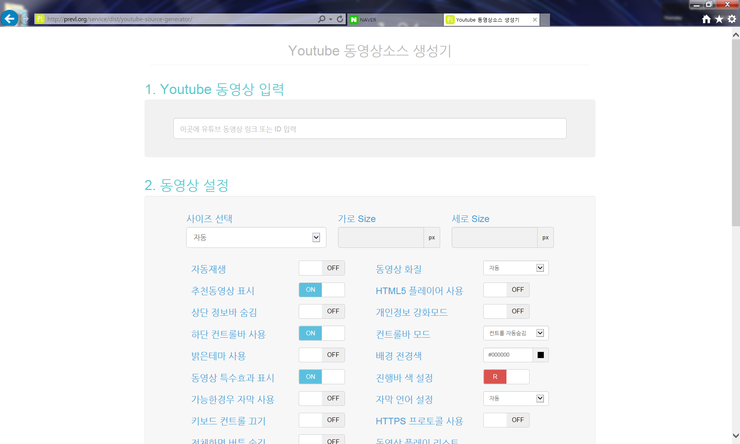 http://prevl.org/service/dist/youtube-source-generator/
NAVER
Youtube 동영상소스 생성기
Youtube 동영상소스 생성기
1. Youtube 동영상 입력
이곳에 유튜브 동영상 링크 또는 ID 입력
2. 동영상 설정
사이즈 선택 가로 Size 세로 Size
자동 px px
자동재생 OFF 동영상 화질 자동
추천동영상 표시 ON HTML5 플레이어 사용 OFF
상단 정보바 숨김 OFF 개인정보 강화모드 OFF
하단 컨트롤바 사용 ON 컨트롤바 모드 컨트롤 자동숨김
밝은테마 사용 OFF 배경 전경색 #000000
동영상 특수효과 표시 ON 진행바 색 설정 R
가능한경우 자막 사용 OFF 자막 언어 설정 자동
키보드 컨트롤 끄기 OFF HTTPS 프로토콜 사용 OFF
전체화면 버튼 숨김 동영상 플레이 리스트